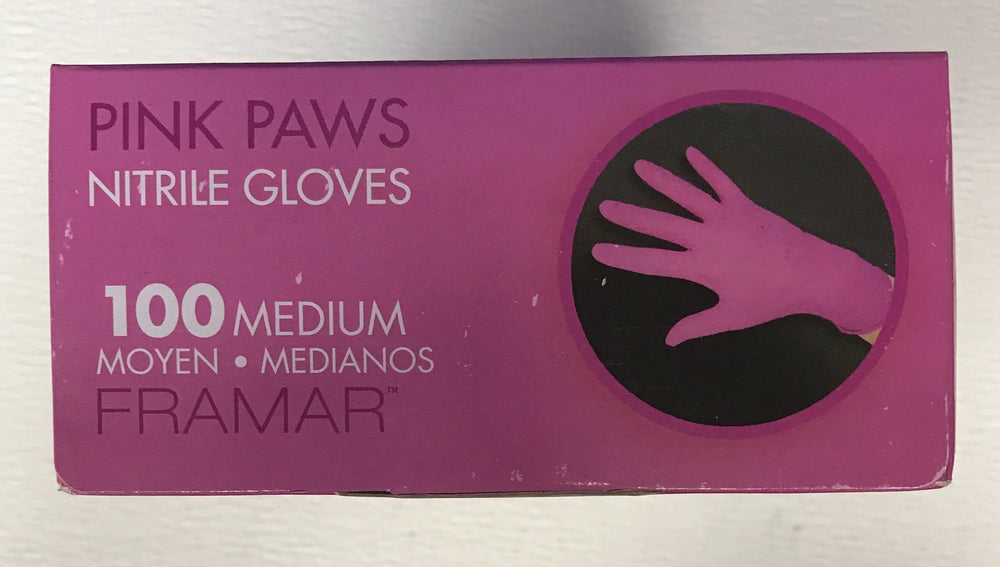 PINK PAWS
NITRILE GLOVES
100 MEDIUM
MOYEN • MEDIANOS
FRAMAR™